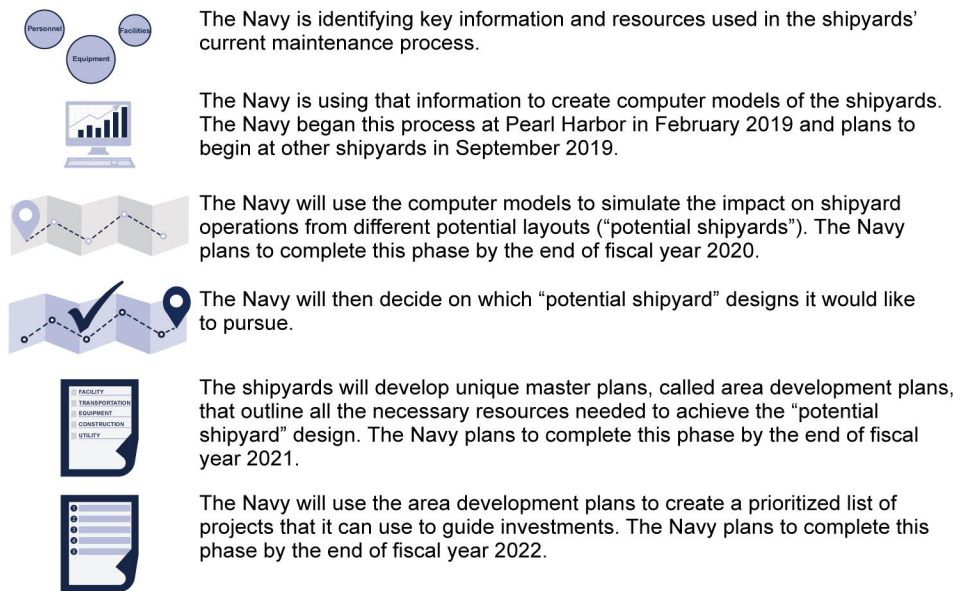 Personnel
Facilities
Equipment
The Navy is identifying key information and resources used in the shipyards’
current maintenance process.
The Navy is using that information to create computer models of the shipyards.
The Navy began this process at Pearl Harbor in February 2019 and plans to
begin at other shipyards in September 2019.
The Navy will use the computer models to simulate the impact on shipyard
operations from different potential layouts (“potential shipyards”). The Navy
plans to complete this phase by the end of fiscal year 2020.
The Navy will then decide on which “potential shipyard” designs it would like
to pursue.
FACILITY
TRANSPORTATION
EQUIPMENT
CONSTRUCTION
UTILITY
The shipyards will develop unique master plans, called area development plans,
that outline all the necessary resources needed to achieve the “potential
shipyard” design. The Navy plans to complete this phase by the end of fiscal
year 2021.
1
2
3
4
5
The Navy will use the area development plans to create a prioritized list of
projects that it can use to guide investments. The Navy plans to complete this
phase by the end of fiscal year 2022.